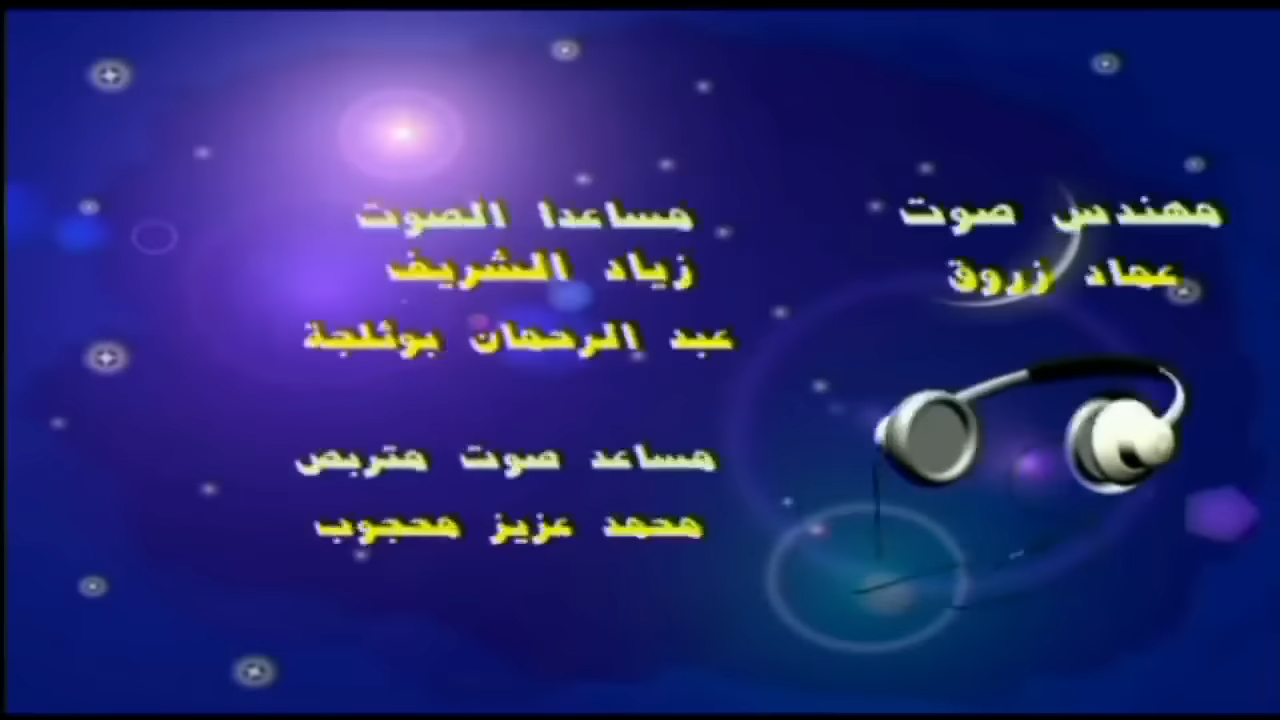 مهندس صوت
عماد زروق
مساعدا الصوت
زياد الشريف
عبد الرحمان بوثلجة
مساعد صوت متربص
محمد عزيز محجوب